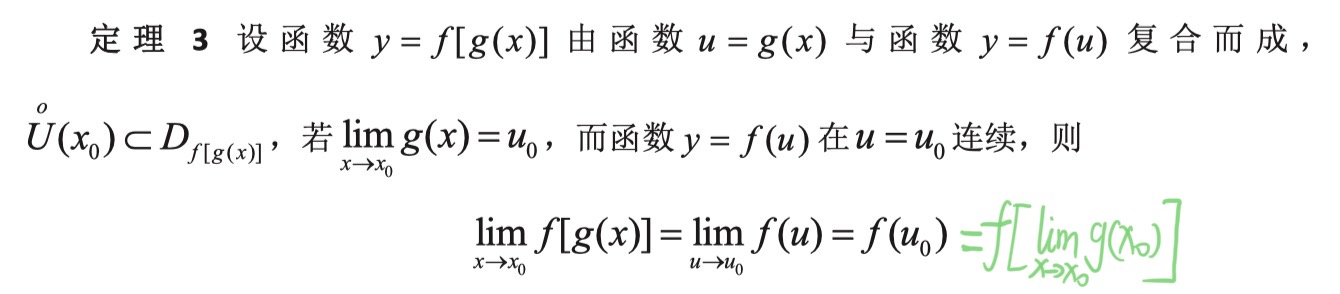 定理 3 设函数 y = f[g(x)] 由函数 u = g(x) 与函数 y = f(u) 复合而成，
Ů(x₀) ⊂ D_{f[g(x)]}，若 lim_{x→x₀} g(x) = u₀，而函数 y = f(u) 在 u = u₀ 连续，则
lim_{x→x₀} f[g(x)] = lim_{u→u₀} f(u) = f(u₀) = f[lim_{x→x₀} g(x₀)]